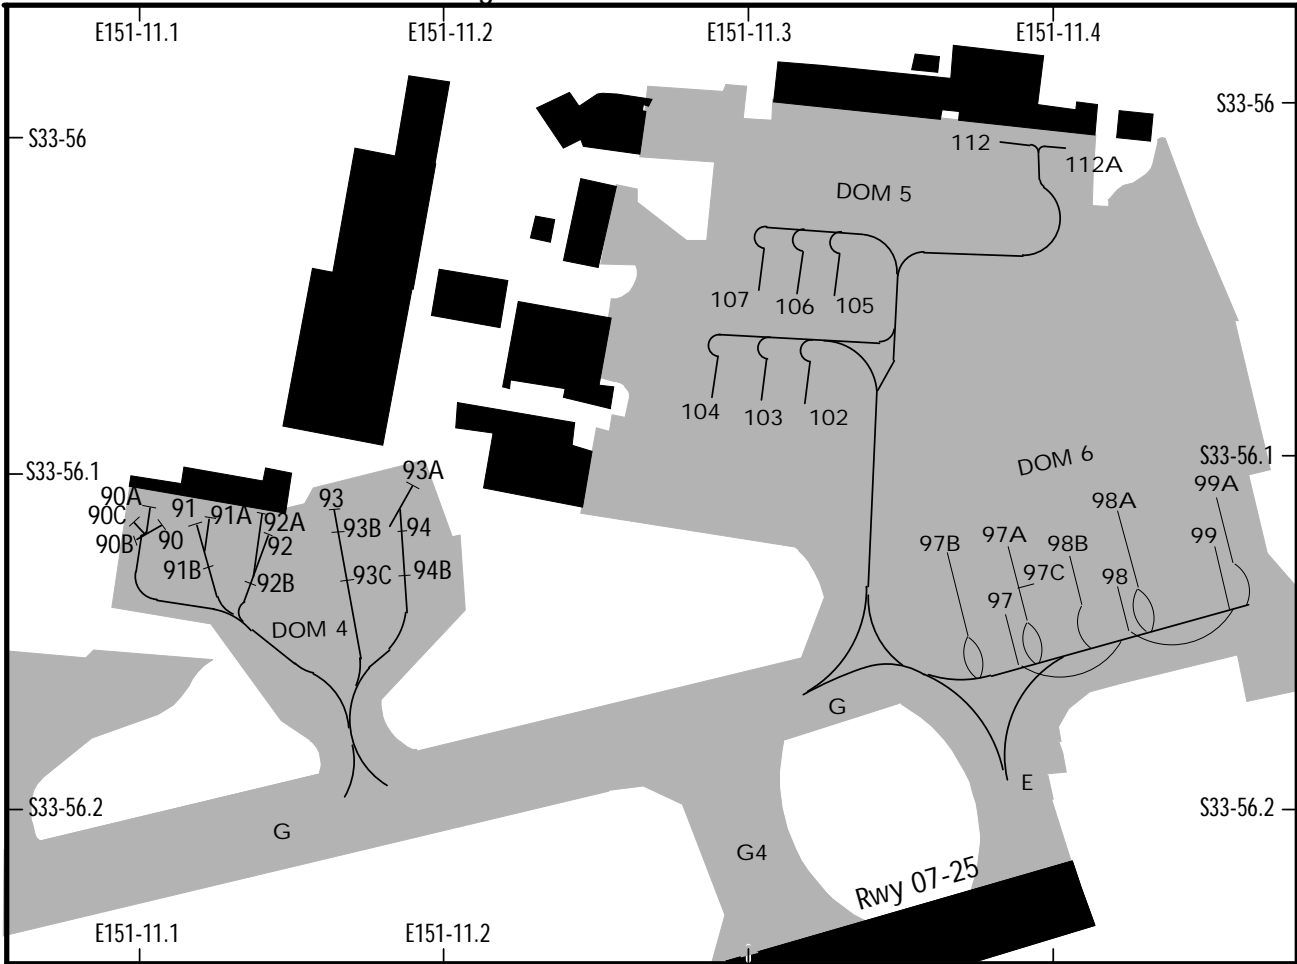 E151-11.1
E151-11.2
E151-11.3
E151-11.4
S33-56
S33-56
112
112A
DOM 5
107
106
105
104
103
102
DOM 6
S33-56.1
S33-56.1
93A
99A
90A
91
93
98A
90C
91A
92A
93B
94
99
90B
90
92
97B
97A
98B
91B
92B
93C
94B
97C
98
97
DOM 4
G
E
S33-56.2
S33-56.2
G
G4
Rwy 07-25
E151-11.1
E151-11.2